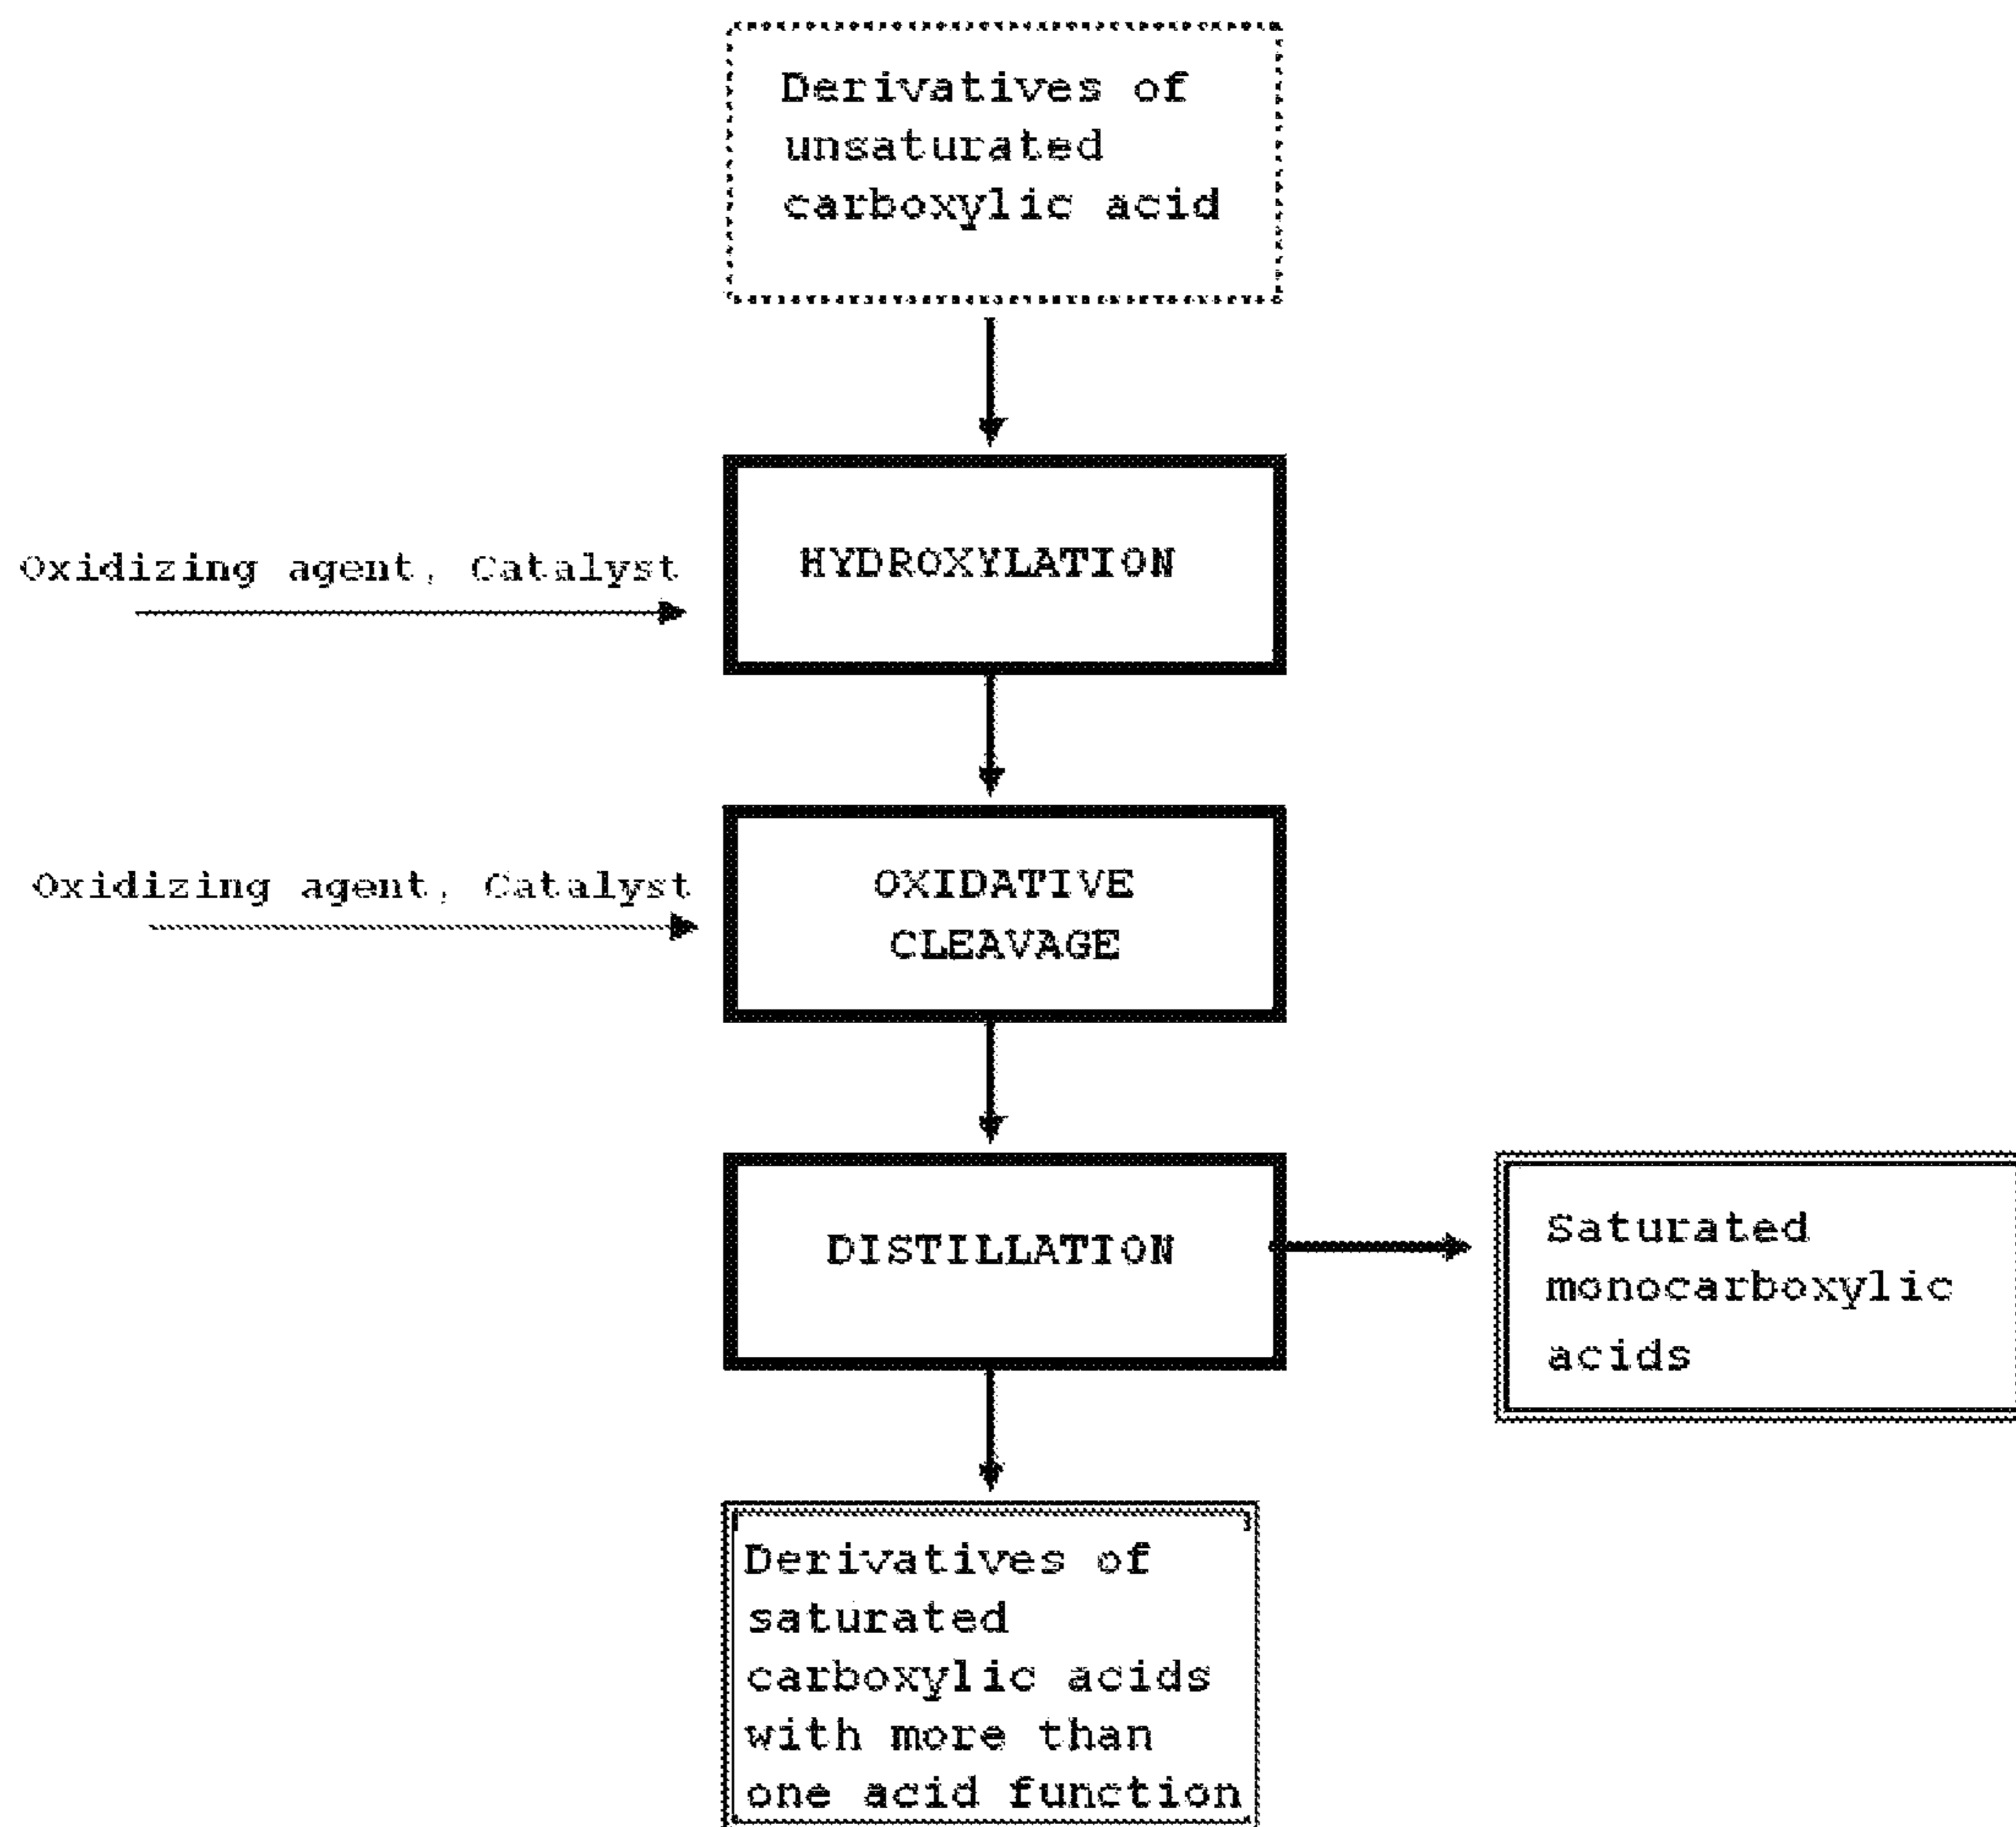 Derivatives of
unsaturated
carboxylic acid
Oxidizing agent, Catalyst
HYDROXYLATION
Oxidizing agent, Catalyst
OXIDATIVE
CLEAVAGE
DISTILLATION
Saturated
monocarboxylic
acids
Derivatives of
saturated
carboxylic acids
with more than
one acid function